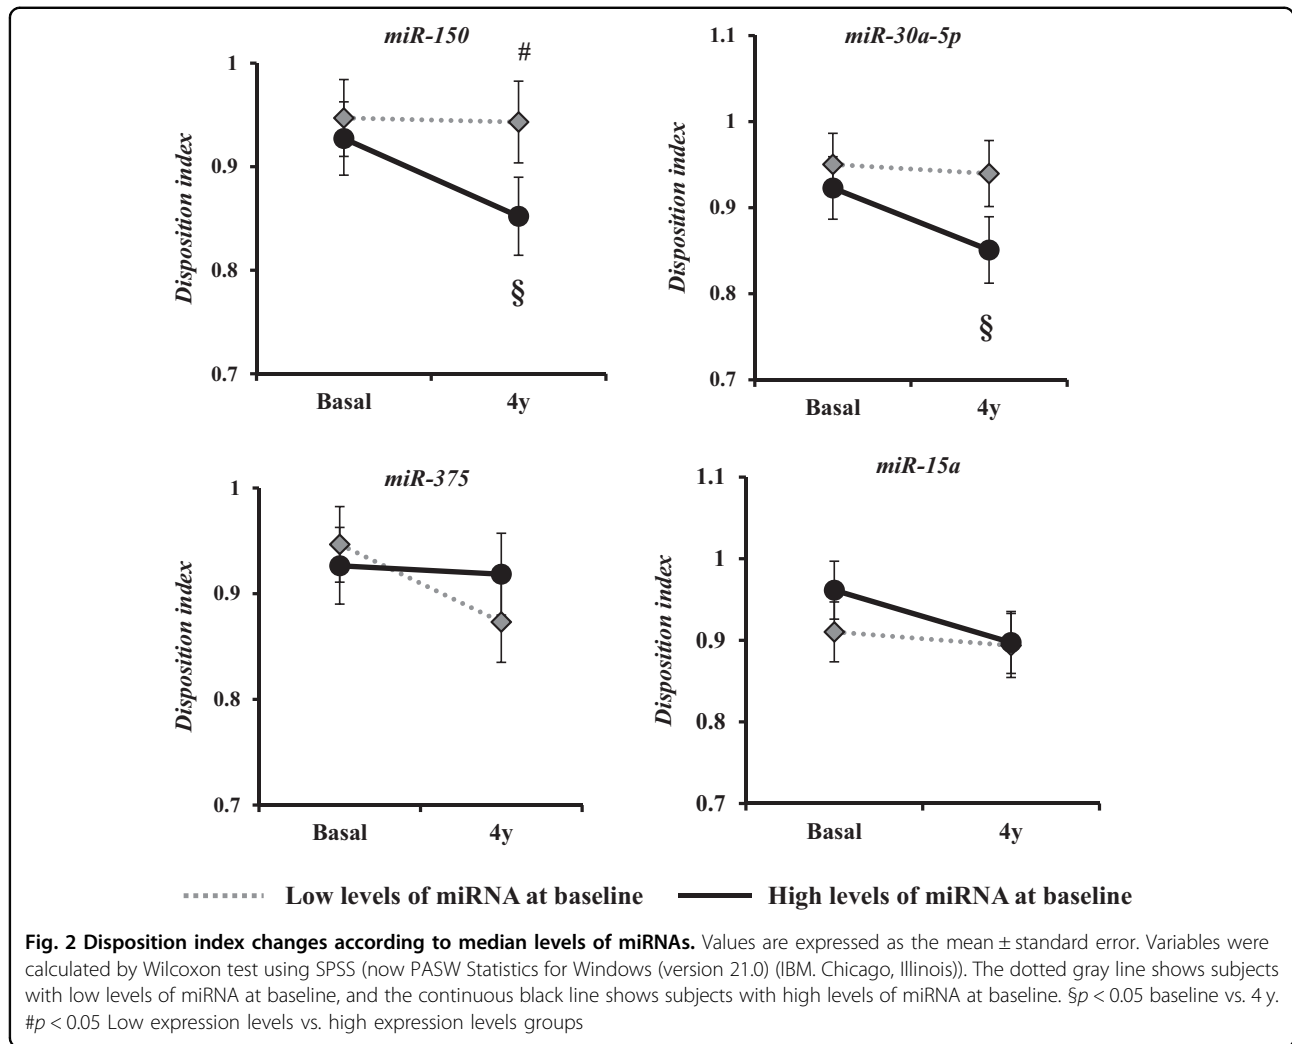 miR-150
#
1
0.9
0.8
0.7
Disposition index
§
Basal 4y
miR-30a-5p
1.1
1
0.9
0.8
0.7
Disposition index
§
Basal 4y
miR-375
1
0.9
0.8
0.7
Disposition index
Basal 4y
miR-15a
1.1
1
0.9
0.8
0.7
Disposition index
Basal 4y
Low levels of miRNA at baseline High levels of miRNA at baseline
Fig. 2 Disposition index changes according to median levels of miRNAs. Values are expressed as the mean ± standard error. Variables were
calculated by Wilcoxon test using SPSS (now PASW Statistics for Windows (version 21.0) (IBM. Chicago, Illinois)). The dotted gray line shows subjects
with low levels of miRNA at baseline, and the continuous black line shows subjects with high levels of miRNA at baseline. §p < 0.05 baseline vs. 4 y.
#p < 0.05 Low expression levels vs. high expression levels groups